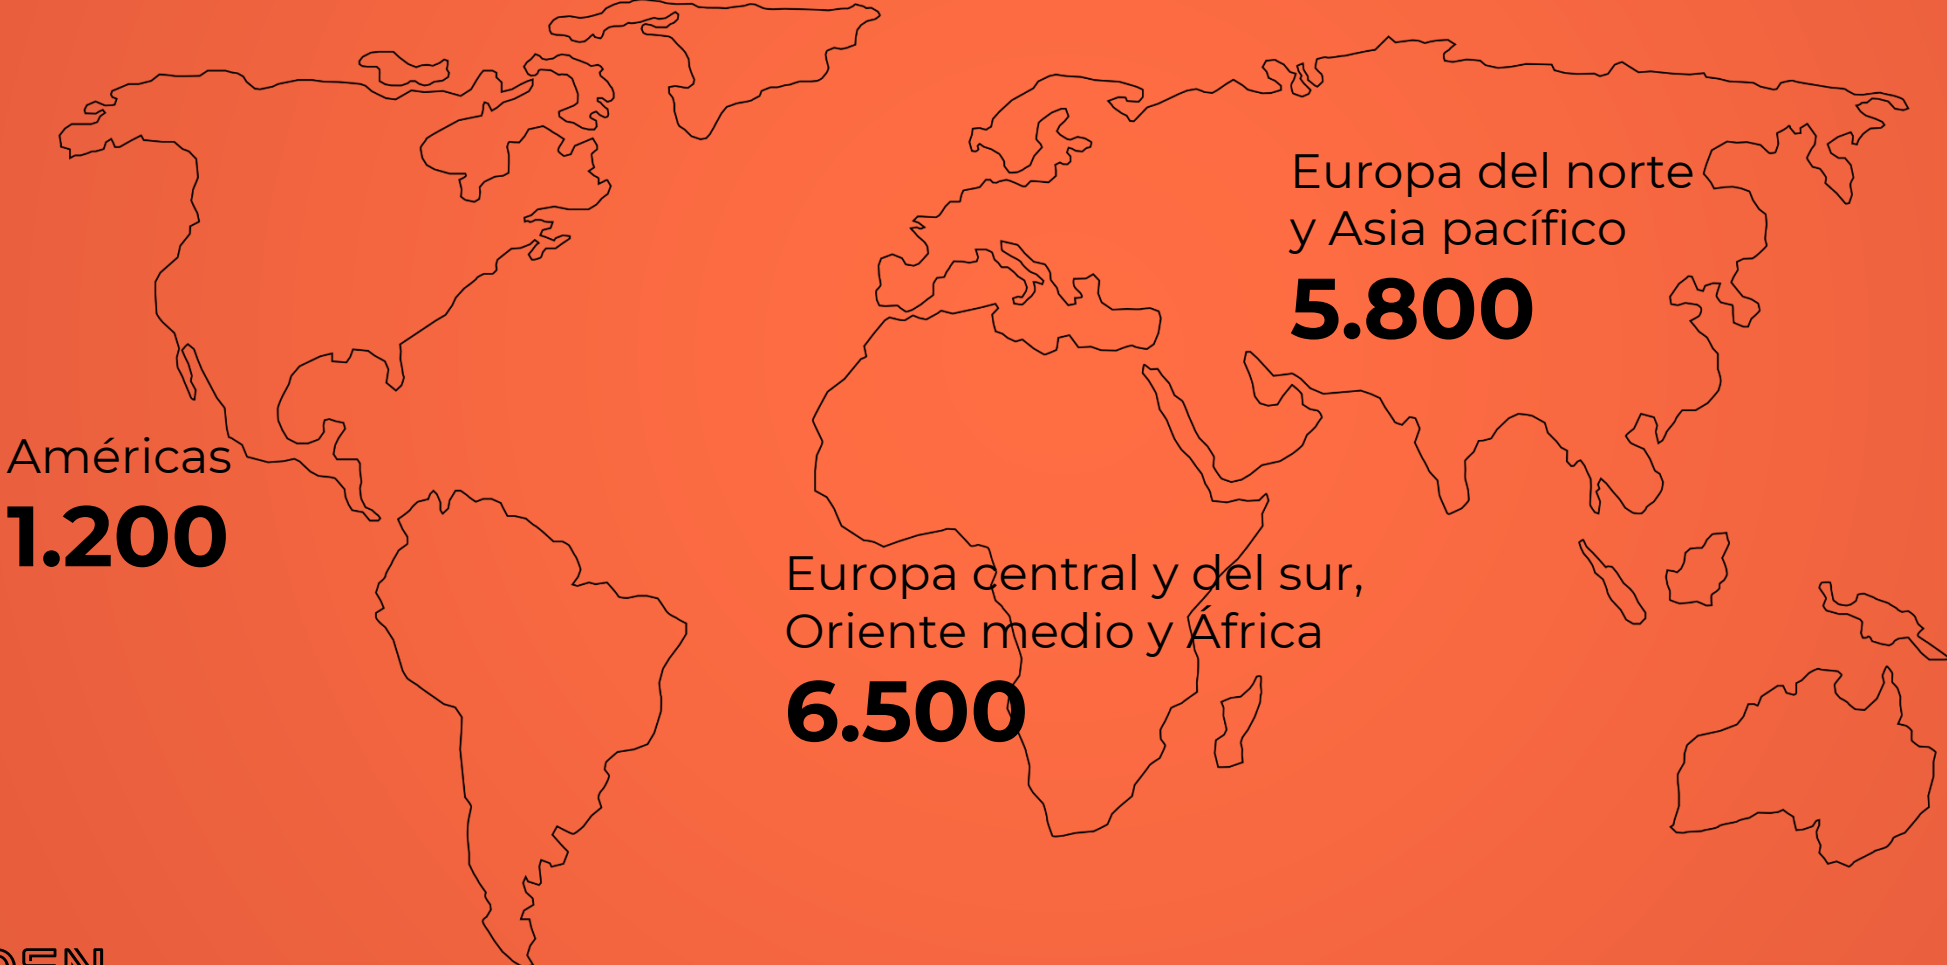 Europa del norte
y Asia pacífico
5.800
Américas
1.200
Europa central y del sur,
Oriente medio y África
6.500